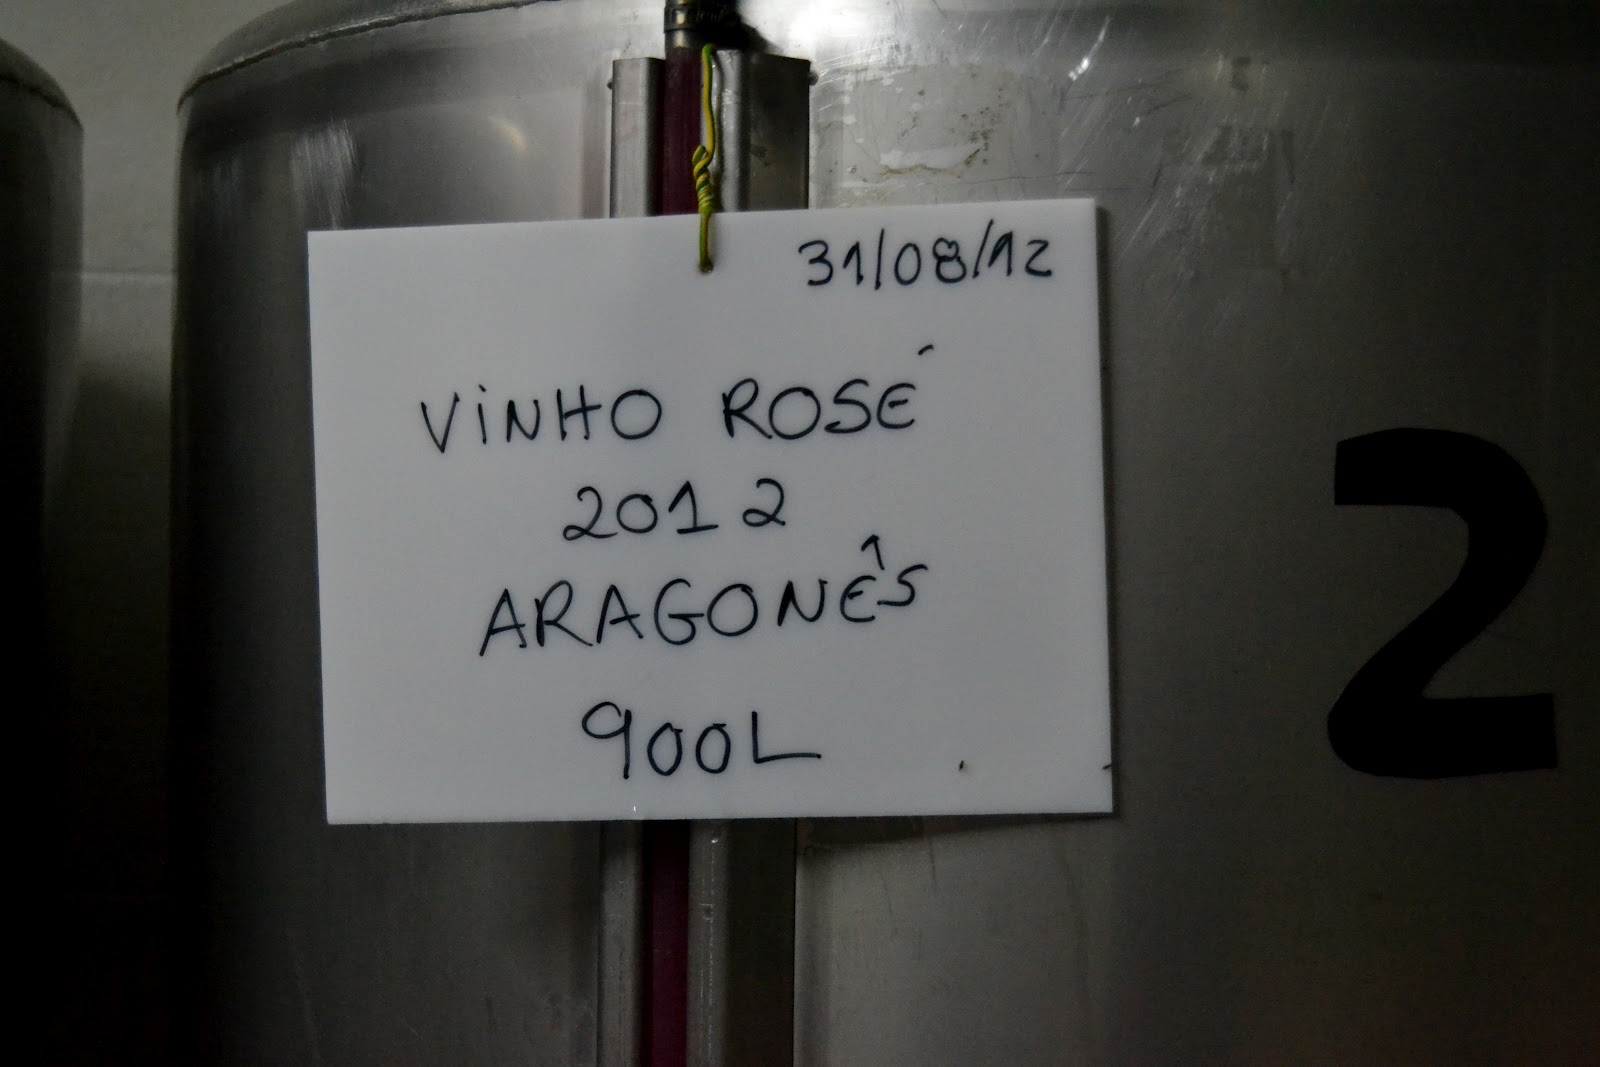 31/08/12
VINHO ROSÉ
2012
ARAGONÊS
900L
2